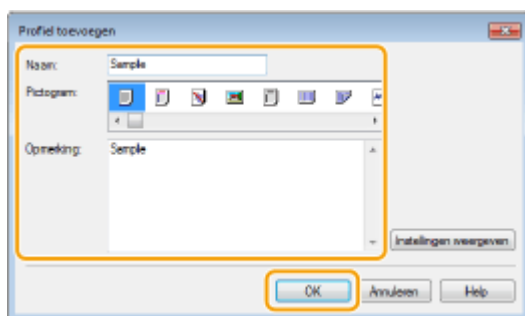 Profiel toevoegen
Naam: Sample
Pictogram:
Opmerking: Sample
Instellingen weergeven
OK Annuleren Help